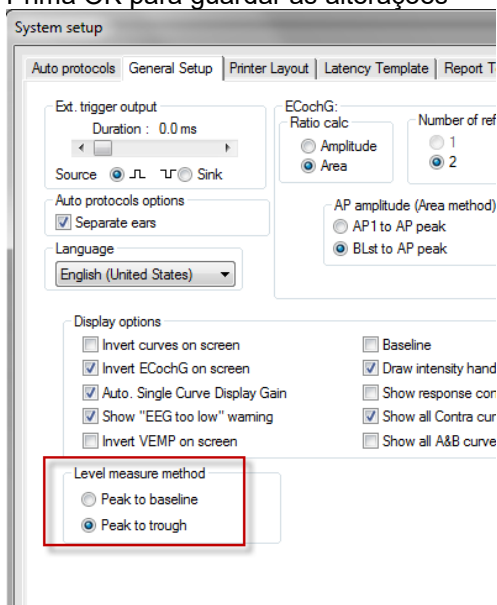 Prima OK para guardar as alterações
System setup
Auto protocols General Setup Printer Layout Latency Template Report T
Ext. trigger output
Duration : 0.0 ms
Source Sink
Auto protocols options
Separate ears
Language
English (United States)
ECochG:
Ratio calc
Amplitude
Area
Number of ref
1
2
AP amplitude (Area method)
AP1 to AP peak
BLst to AP peak
Display options
Invert curves on screen
Invert ECochG on screen
Auto. Single Curve Display Gain
Show "EEG too low" warning
Invert VEMP on screen
Baseline
Draw intensity hand
Show response con
Show all Contra cur
Show all A&B curve
Level measure method
Peak to baseline
Peak to trough